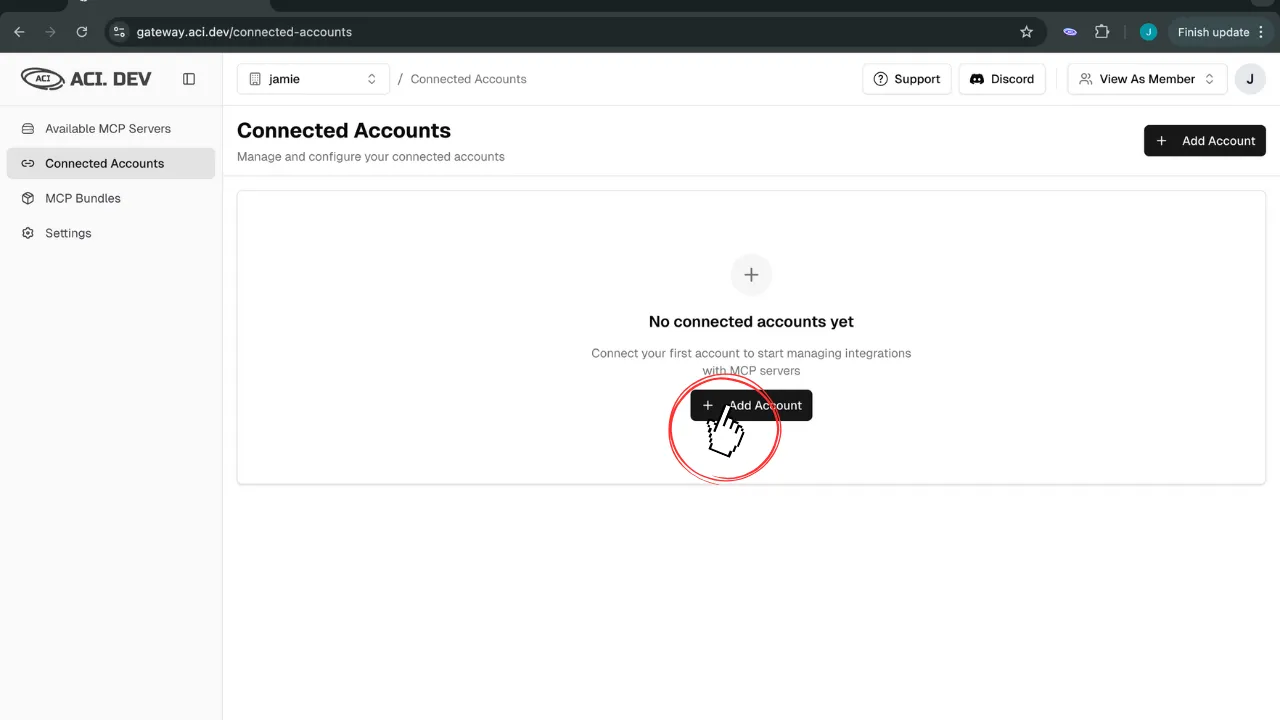 gateway.aci.dev/connected-accounts
J
Finish update
ACI ACI. DEV
jamie
/ Connected Accounts
Support
Discord
View As Member
J
Available MCP Servers
Connected Accounts
MCP Bundles
Settings
Connected Accounts
Manage and configure your connected accounts
+ Add Account
No connected accounts yet
Connect your first account to start managing integrations
with MCP servers
+ Add Account